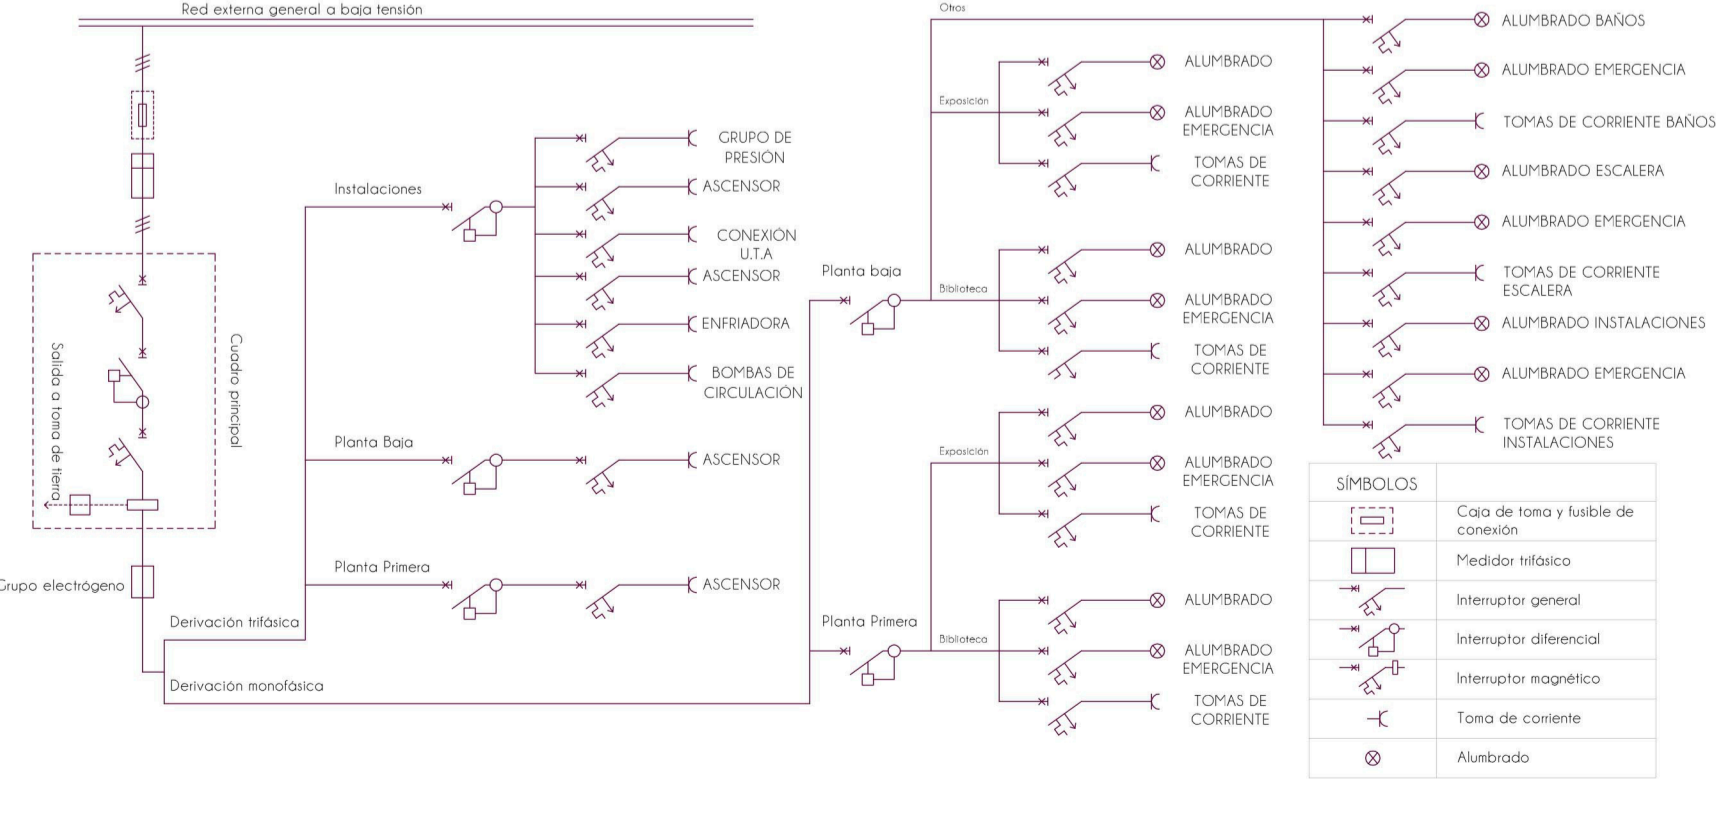 Red externa general a baja tensión
Cuadro principal
Salida a toma de tierra
Grupo electrógeno
Derivación trifásica
Derivación monofásica
Instalaciones
GRUPO DE
PRESIÓN
ASCENSOR
CONEXIÓN
U.T.A
ASCENSOR
ENFRIADORA
BOMBAS DE
CIRCULACIÓN
Planta Baja
ASCENSOR
Planta Primera
ASCENSOR
Planta baja
Otros
Exposición
ALUMBRADO
ALUMBRADO
EMERGENCIA
TOMAS DE
CORRIENTE
Biblioteca
ALUMBRADO
ALUMBRADO
EMERGENCIA
TOMAS DE
CORRIENTE
Planta Primera
Exposición
ALUMBRADO
ALUMBRADO
EMERGENCIA
TOMAS DE
CORRIENTE
Biblioteca
ALUMBRADO
ALUMBRADO
EMERGENCIA
TOMAS DE
CORRIENTE
ALUMBRADO BAÑOS
ALUMBRADO EMERGENCIA
TOMAS DE CORRIENTE BAÑOS
ALUMBRADO ESCALERA
ALUMBRADO EMERGENCIA
TOMAS DE CORRIENTE
ESCALERA
ALUMBRADO INSTALACIONES
ALUMBRADO EMERGENCIA
TOMAS DE CORRIENTE
INSTALACIONES
SÍMBOLOS
Caja de toma y fusible de
conexión
Medidor trifásico
Interruptor general
Interruptor diferencial
Interruptor magnético
Toma de corriente
Alumbrado